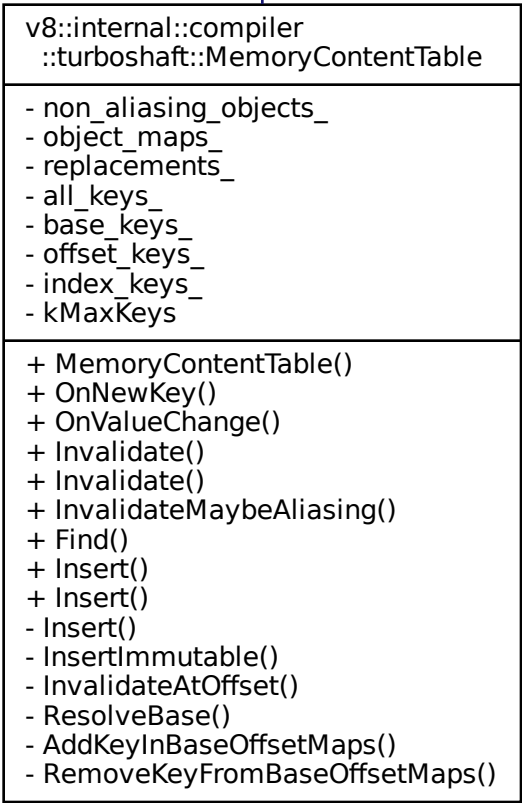 v8::internal::compiler
::turboshaft::MemoryContentTable
- non_aliasing_objects_
- object_maps_
- replacements_
- all_keys_
- base_keys_
- offset_keys_
- index_keys_
- kMaxKeys
+ MemoryContentTable()
+ OnNewKey()
+ OnValueChange()
+ Invalidate()
+ Invalidate()
+ InvalidateMaybeAliasing()
+ Find()
+ Insert()
+ Insert()
- Insert()
- InsertImmutable()
- InvalidateAtOffset()
- ResolveBase()
- AddKeyInBaseOffsetMaps()
- RemoveKeyFromBaseOffsetMaps()